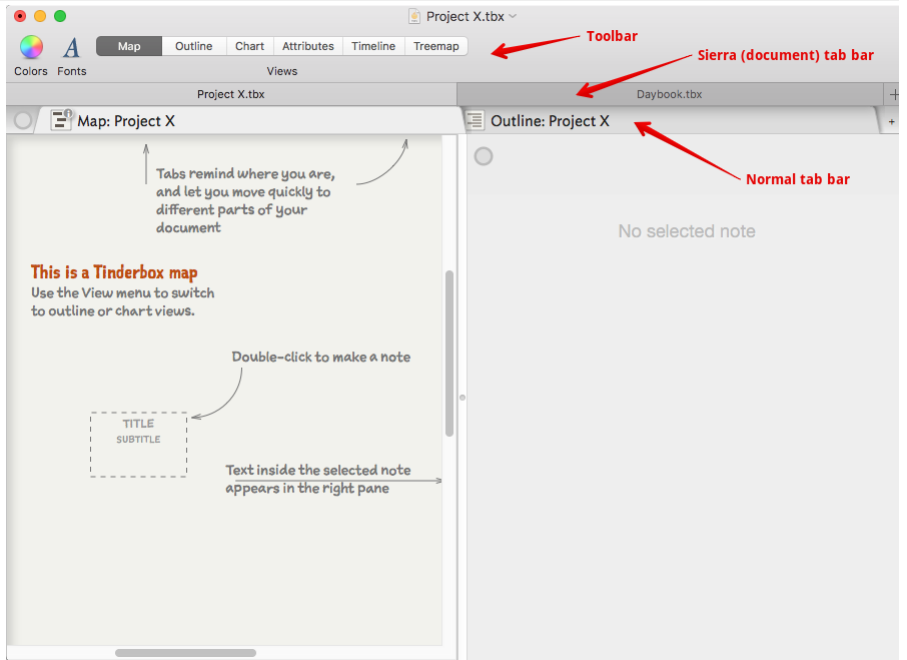 Project X.tbx
Toolbar
Map Outline Chart Attributes Timeline Treemap
Sierra (document) tab bar
Colors Fonts Views
Project X.tbx Daybook.tbx +
Map: Project X Outline: Project X +
Normal tab bar
Tabs remind where you are,
and let you move quickly to
different parts of your
document
No selected note
This is a Tinderbox map
Use the View menu to switch
to outline or chart views.
Double-click to make a note
TITLE
SUBTITLE
Text inside the selected note
appears in the right pane